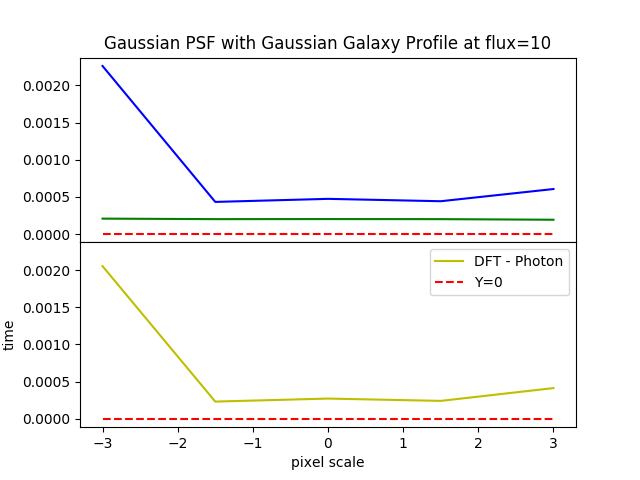 Gaussian PSF with Gaussian Galaxy Profile at flux=10
0.0020
0.0015
0.0010
0.0005
0.0000
DFT - Photon
Y=0
0.0020
0.0015
0.0010
0.0005
0.0000
time
−3 −2 −1 0 1 2 3
pixel scale